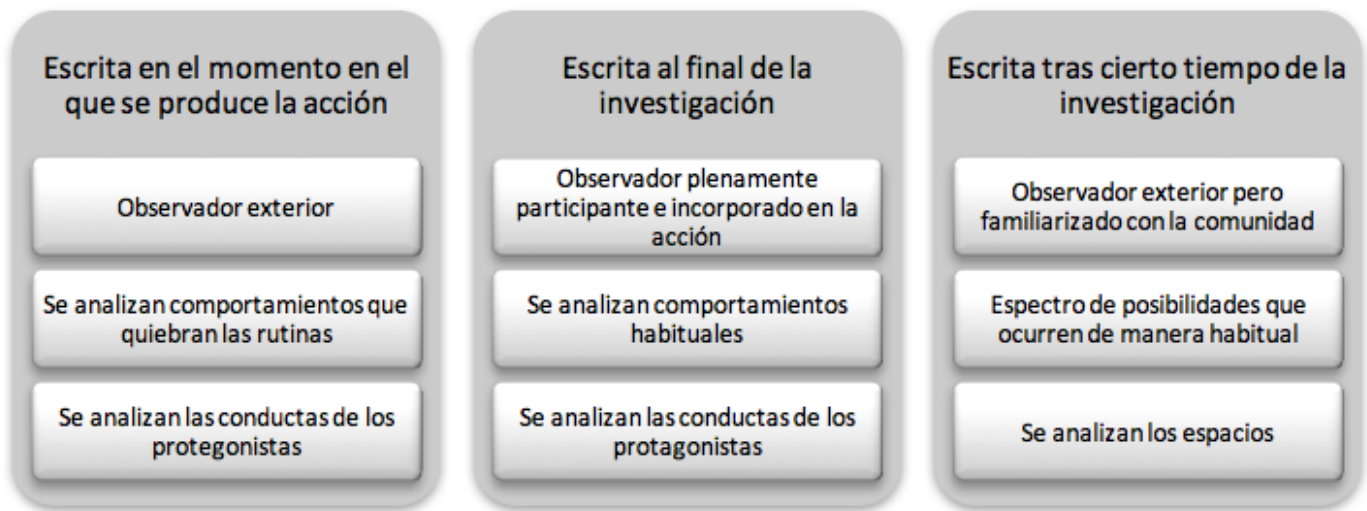 Escrita en el momento en el
que se produce la acción
Observador exterior
Se analizan comportamientos que
quiebran las rutinas
Se analizan las conductas de los
protegonistas
Escrita al final de la
investigación
Observador plenamente
participante e incorporado en la
acción
Se analizan comportamientos
habituales
Se analizan las conductas de los
protagonistas
Escrita tras cierto tiempo de la
investigación
Observador exterior pero
familiarizado con la comunidad
Espectro de posibilidades que
ocurren de manera habitual
Se analizan los espacios